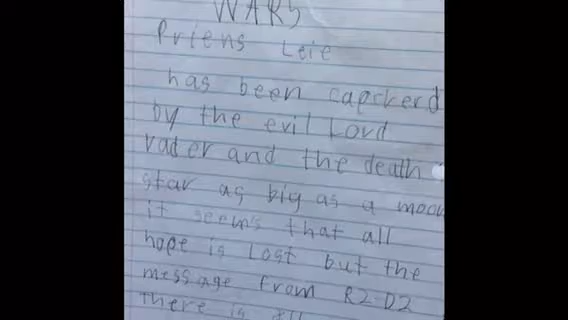 WARS
Priens Leie
has been capckerd
by the evil Lord
vader and the death
star as big as a moon
it seems that all
hope is Lost but the
message from R2-D2
there is